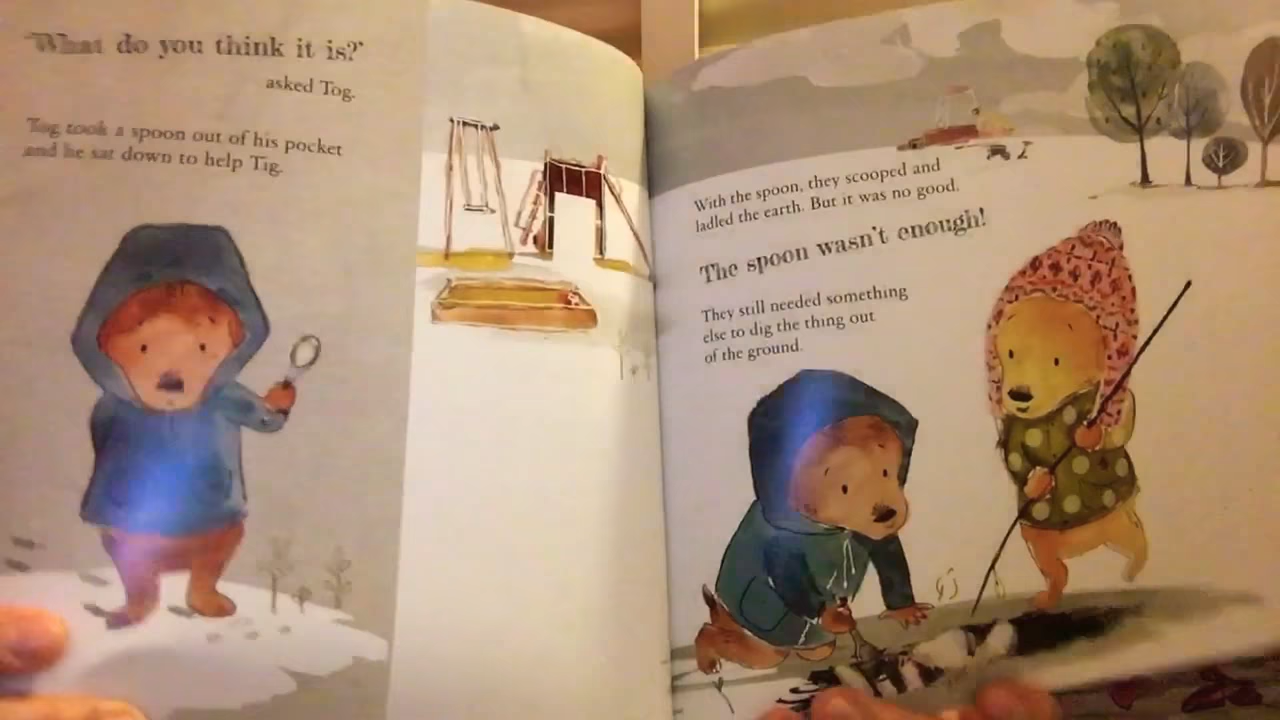 'What do you think it is?'
asked Tog.
Tog took a spoon out of his pocket
and he sat down to help Tig.
With the spoon, they scooped and
ladled the earth. But it was no good.
The spoon wasn't enough!
They still needed something
else to dig the thing out
of the ground.